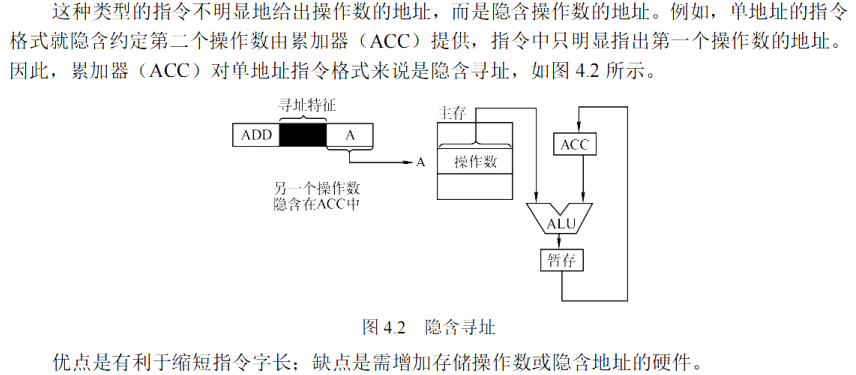 这种类型的指令不明显地给出操作数的地址，而是隐含操作数的地址。例如，单地址的指令
格式就隐含约定第二个操作数由累加器（ACC）提供，指令中只明显指出第一个操作数的地址。
因此，累加器（ACC）对单地址指令格式来说是隐含寻址，如图 4.2 所示。
寻址特征
主存
ADD
A
ACC
A
操作数
另一个操作数
隐含在ACC中
ALU
暂存
图 4.2 隐含寻址
优点是有利于缩短指令字长；缺点是需增加存储操作数或隐含地址的硬件。